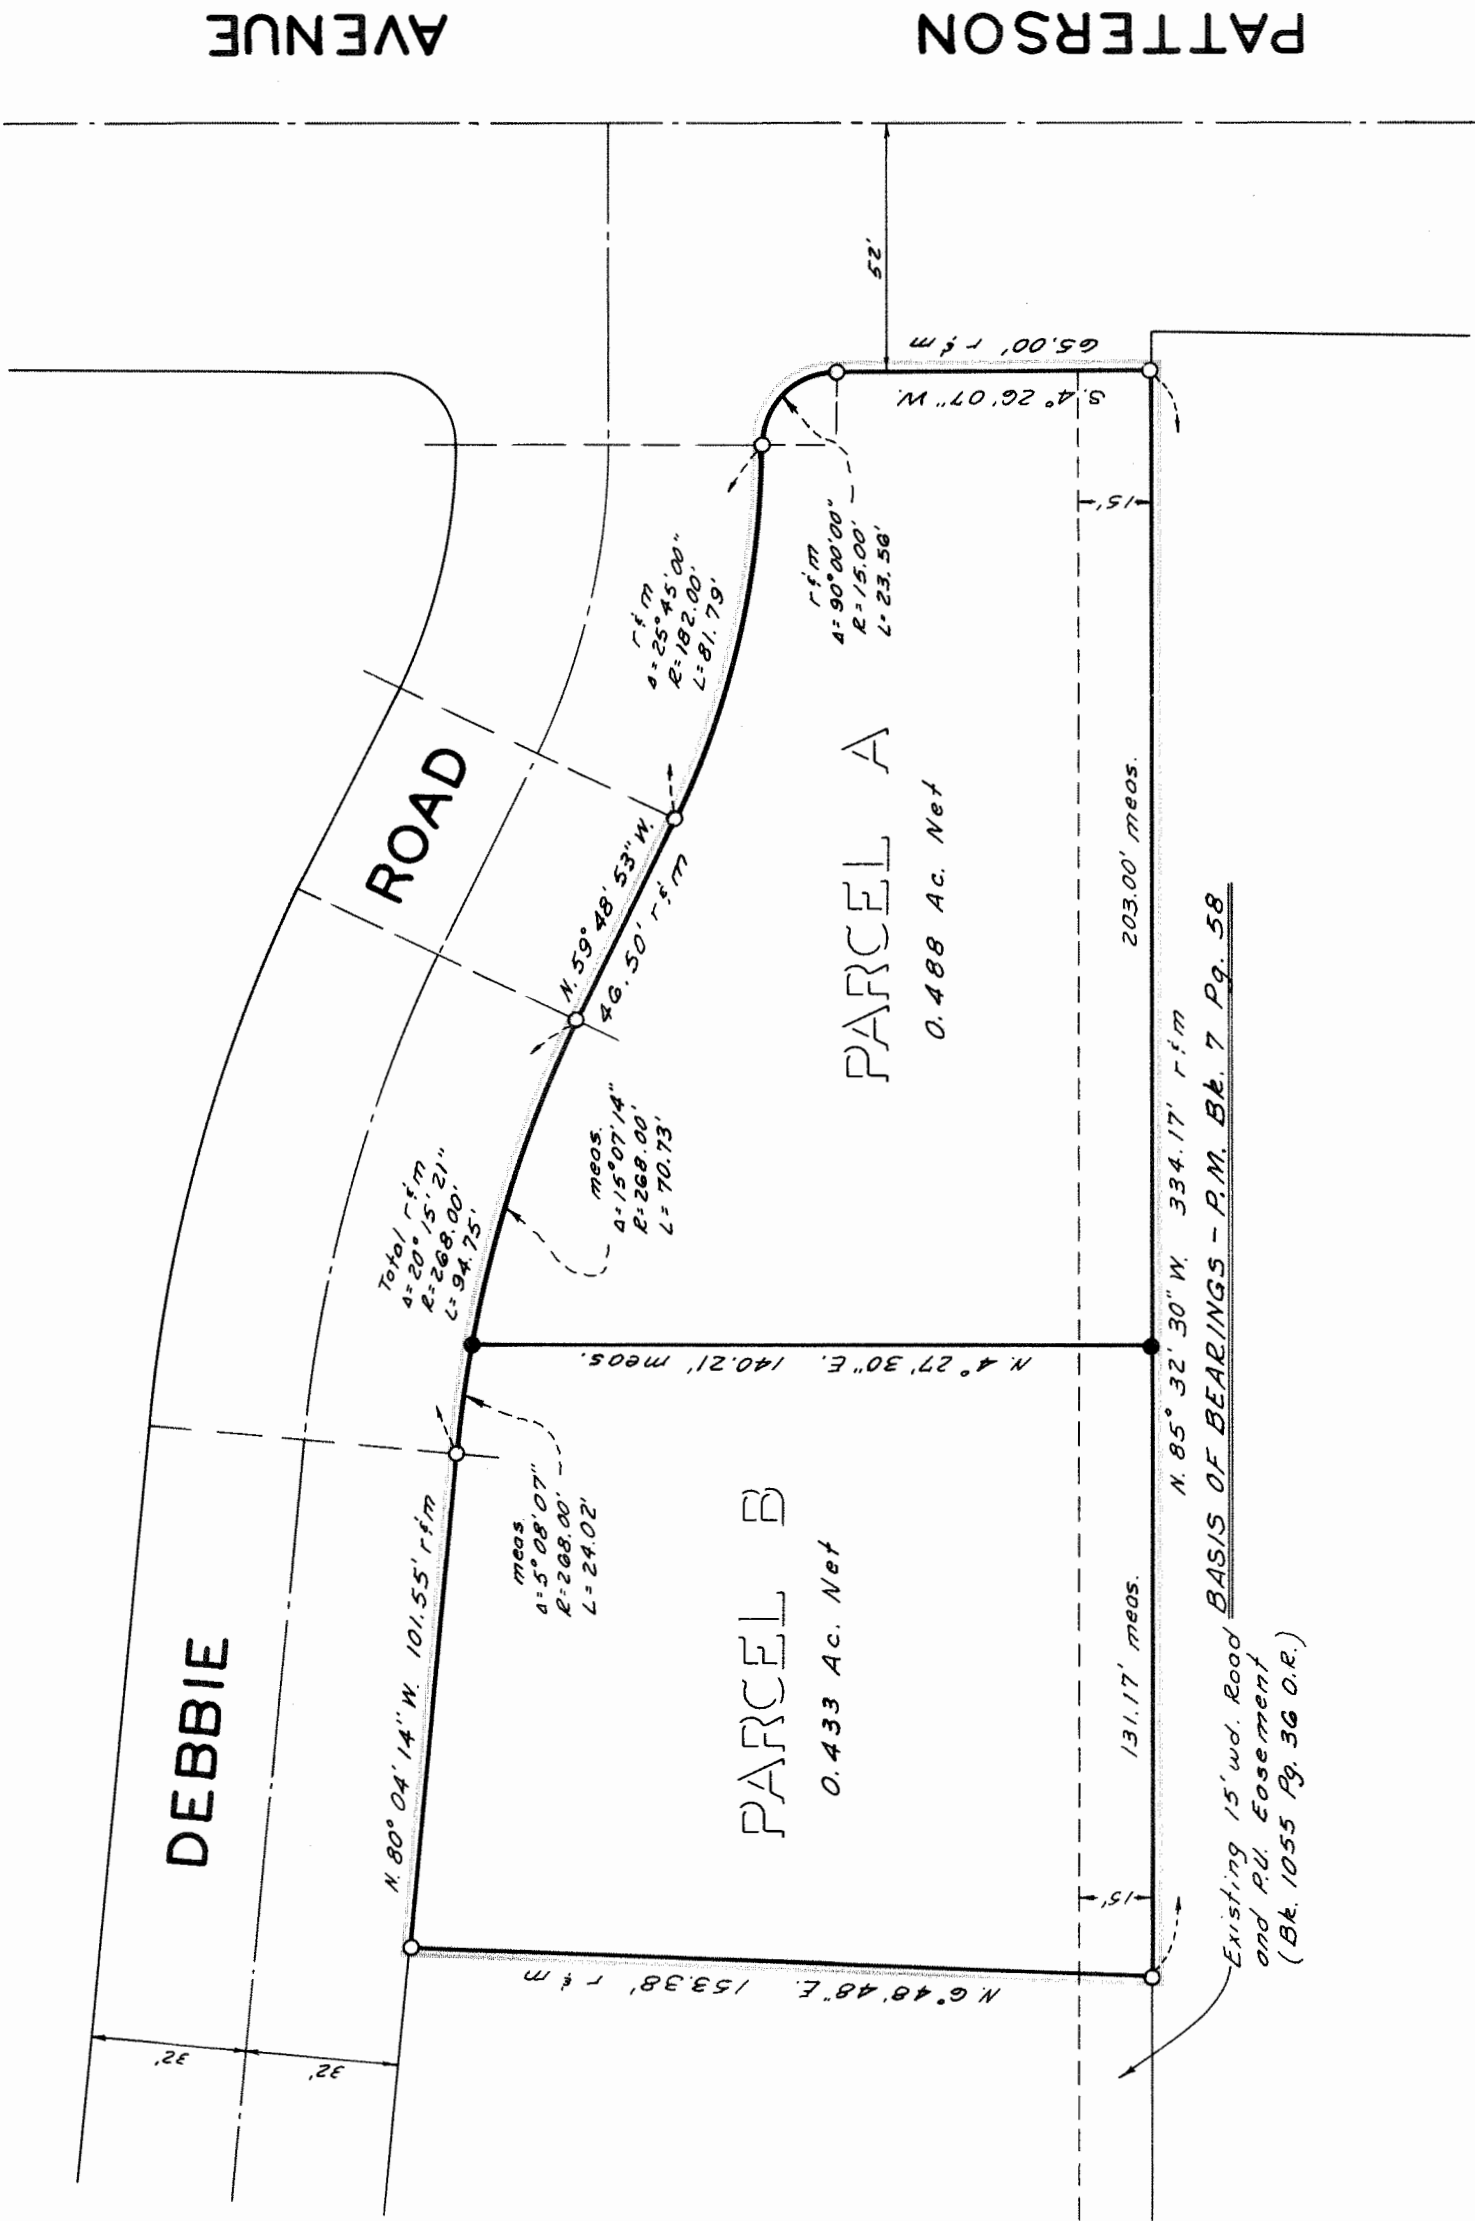 PATTERSON
AVENUE
DEBBIE
ROAD
52'
65.00' r & m
S. 4° 26' 07" W.
15'
r & m
Δ = 90° 00' 00"
R = 15.00'
L = 23.56'
r & m
Δ = 25° 45' 00"
R = 182.00'
L = 81.79'
N. 59° 48' 53" W.
46.50' r & m
PARCEL A
0.488 Ac. Net
203.00' meas.
meas.
Δ = 15° 07' 14"
R = 268.00'
L = 70.73'
Total r & m
Δ = 20° 15' 21"
R = 268.00'
L = 94.75'
N. 4° 27' 30" E. 140.21' meas.
meas.
Δ = 5° 08' 07"
R = 268.00'
L = 24.02'
N. 80° 04' 14" W. 101.55' r & m
PARCEL B
0.433 Ac. Net
131.17' meas.
15'
N. 6° 48' 48" E. 153.38' r & m
32'
32'
N. 85° 32' 30" W. 334.17' r & m
BASIS OF BEARINGS - P.M. Bk. 7 Pg. 58
Existing 15' wd. Road
and P.U. Easement
(Bk. 1055 Pg. 36 O.R.)